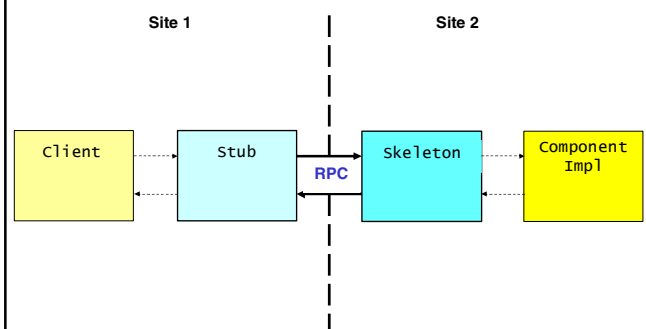 Site 1
Site 2
Client
Stub
RPC
Skeleton
Component
Impl